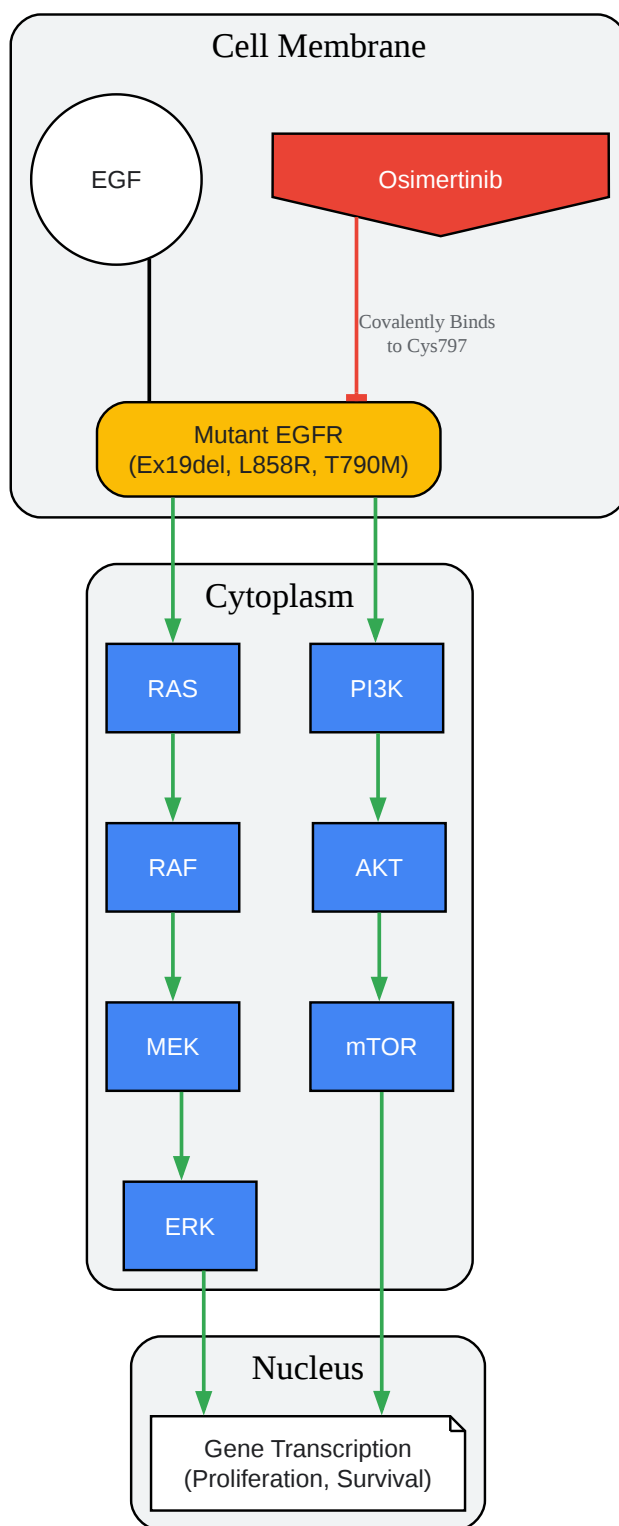 Cell Membrane
EGF
Osimertinib
Covalently Binds
to Cys797
Mutant EGFR
(Ex19del, L858R, T790M)
Cytoplasm
RAS
PI3K
RAF
AKT
MEK
mTOR
ERK
Nucleus
Gene Transcription
(Proliferation, Survival)